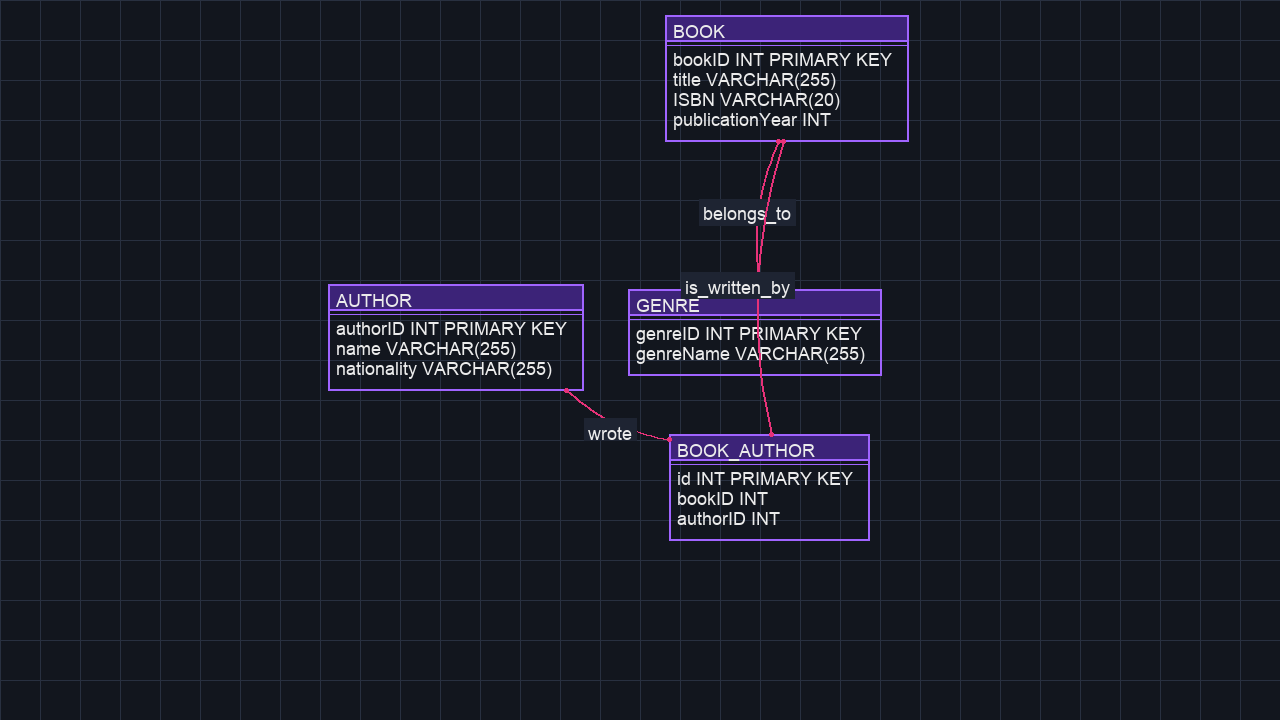 BOOK
bookID INT PRIMARY KEY
title VARCHAR(255)
ISBN VARCHAR(20)
publicationYear INT
belongs_to
is_written_by
AUTHOR
authorID INT PRIMARY KEY
name VARCHAR(255)
nationality VARCHAR(255)
GENRE
genreID INT PRIMARY KEY
genreName VARCHAR(255)
wrote
BOOK_AUTHOR
id INT PRIMARY KEY
bookID INT
authorID INT